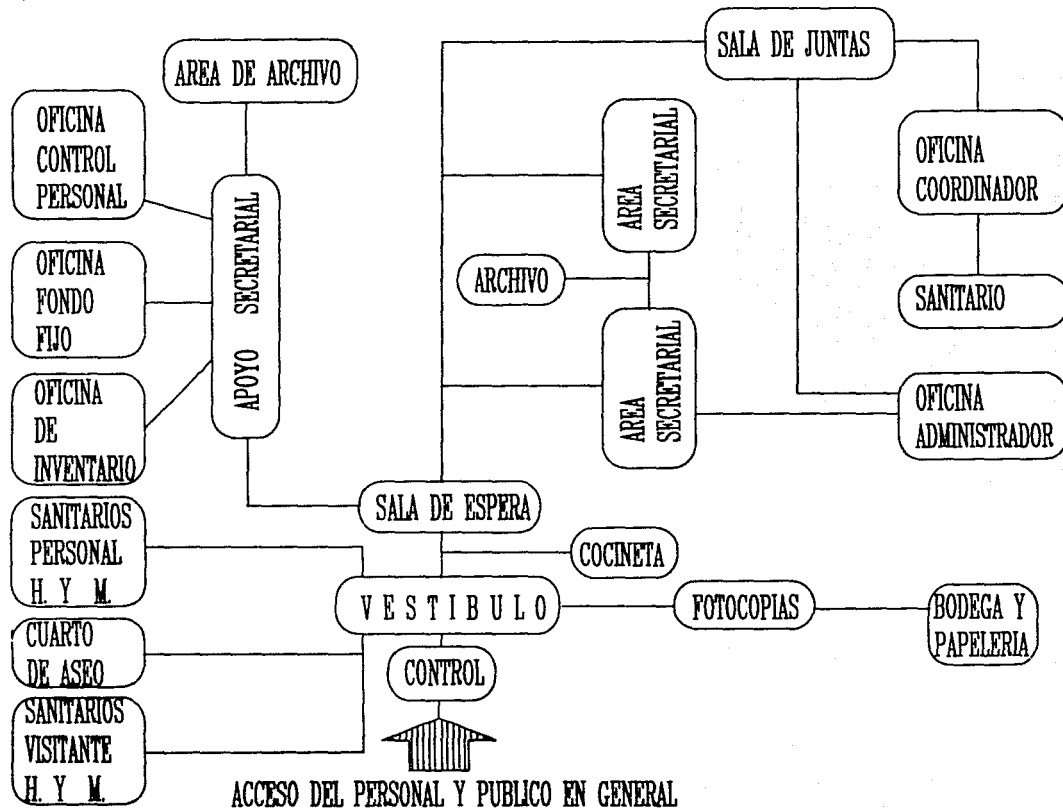 AREA DE ARCHIVO
OFICINA
CONTROL
PERSONAL
APOYO SECRETARIAL
OFICINA
FONDO
FIJO
OFICINA
DE
INVENTARIO
SALA DE JUNTAS
AREA
SECRETARIAL
OFICINA
COORDINADOR
ARCHIVO
SANITARIO
AREA
SECRETARIAL
OFICINA
ADMINISTRADOR
SALA DE ESPERA
SANITARIOS
PERSONAL
H. Y M.
COCINETA
VESTIBULO
FOTOCOPIAS
BODEGA Y
PAPELERIA
CUARTO
DE ASEO
CONTROL
SANITARIOS
VISITANTE
H. Y M.
ACCESO DEL PERSONAL Y PUBLICO EN GENERAL